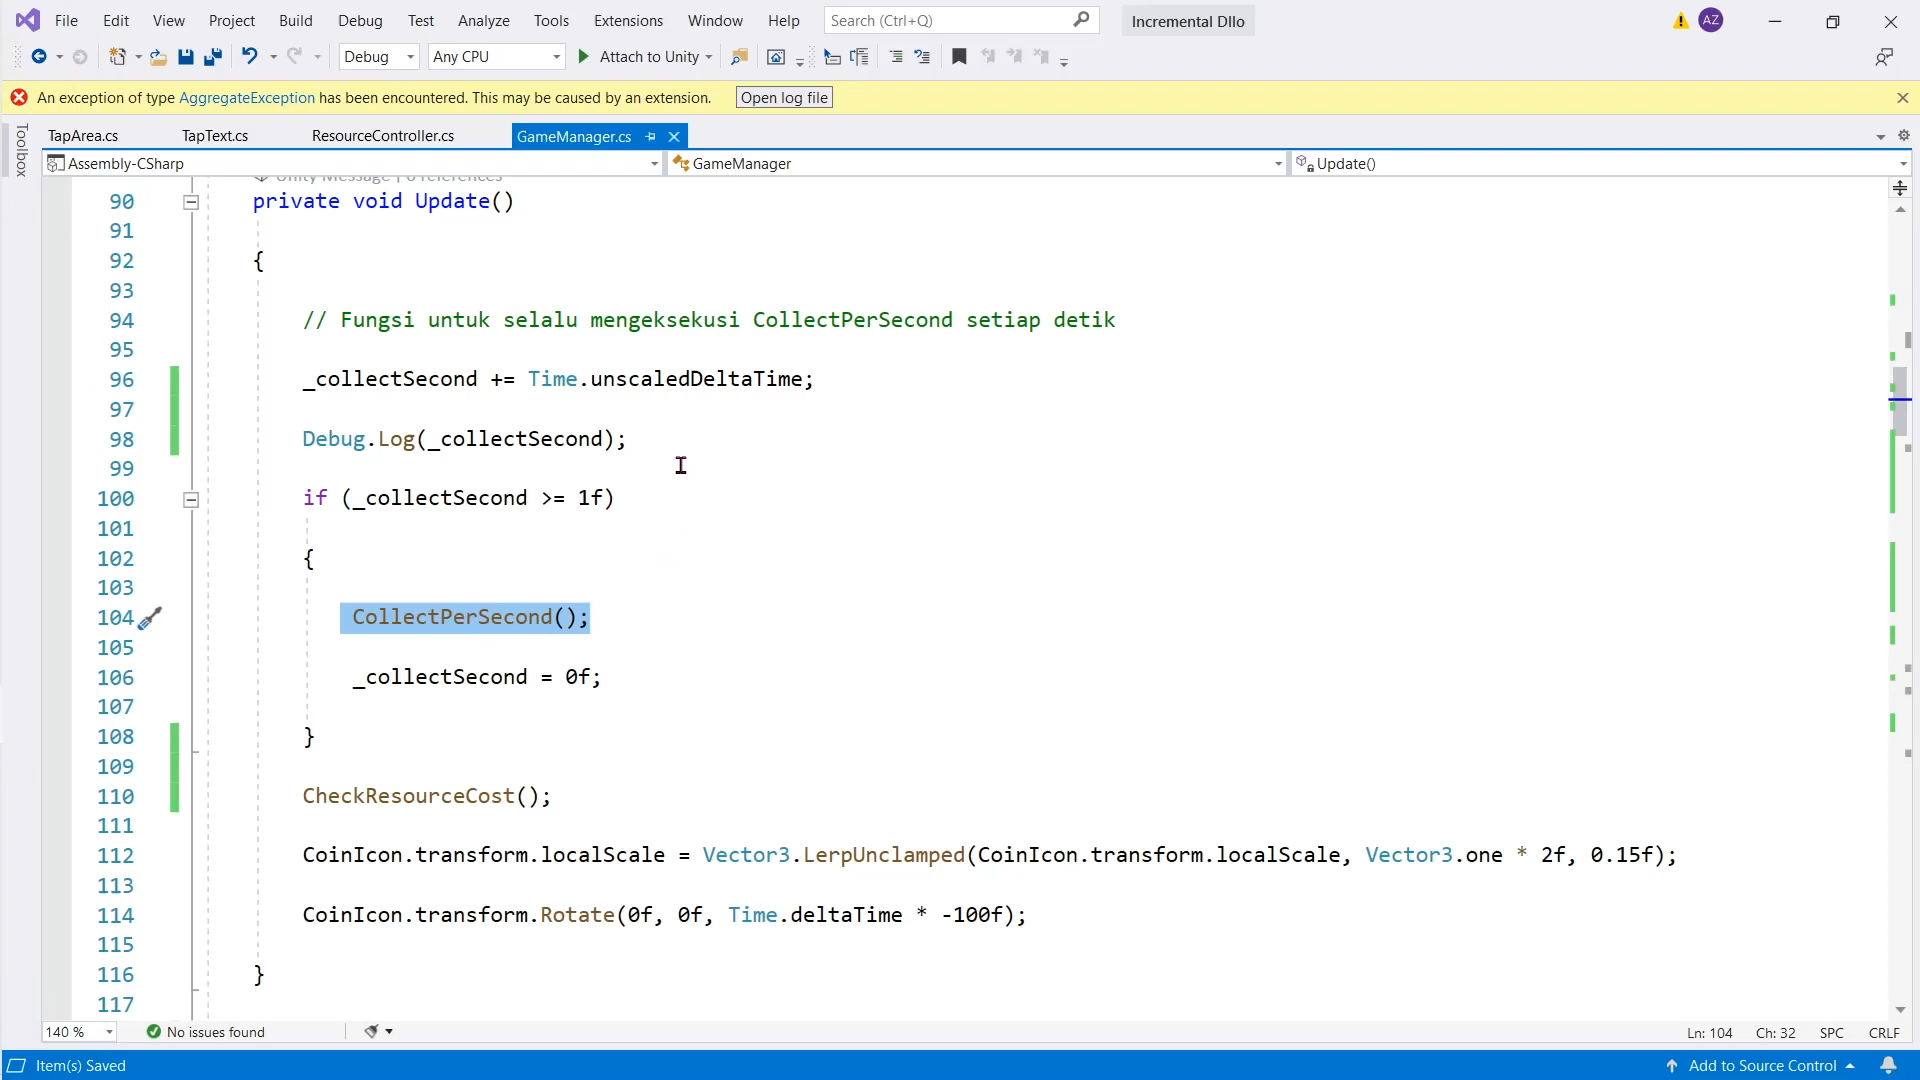 File Edit View Project Build Debug Test Analyze Tools Extensions Window Help Search (Ctrl+Q) Incremental Dllo AZ
Debug Any CPU Attach to Unity
An exception of type AggregateException has been encountered. This may be caused by an extension. Open log file
Toolbox
TapArea.cs TapText.cs ResourceController.cs GameManager.cs
Assembly-CSharp GameManager Update()
Unity Message | 0 references
90 private void Update()
91
92 {
93
94 // Fungsi untuk selalu mengeksekusi CollectPerSecond setiap detik
95
96 _collectSecond += Time.unscaledDeltaTime;
97
98 Debug.Log(_collectSecond);
99
100 if (_collectSecond >= 1f)
101
102 {
103
104 CollectPerSecond();
105
106 _collectSecond = 0f;
107
108 }
109
110 CheckResourceCost();
111
112 CoinIcon.transform.localScale = Vector3.LerpUnclamped(CoinIcon.transform.localScale, Vector3.one * 2f, 0.15f);
113
114 CoinIcon.transform.Rotate(0f, 0f, Time.deltaTime * -100f);
115
116 }
117
140 % No issues found Ln: 104 Ch: 32 SPC CRLF
Item(s) Saved Add to Source Control